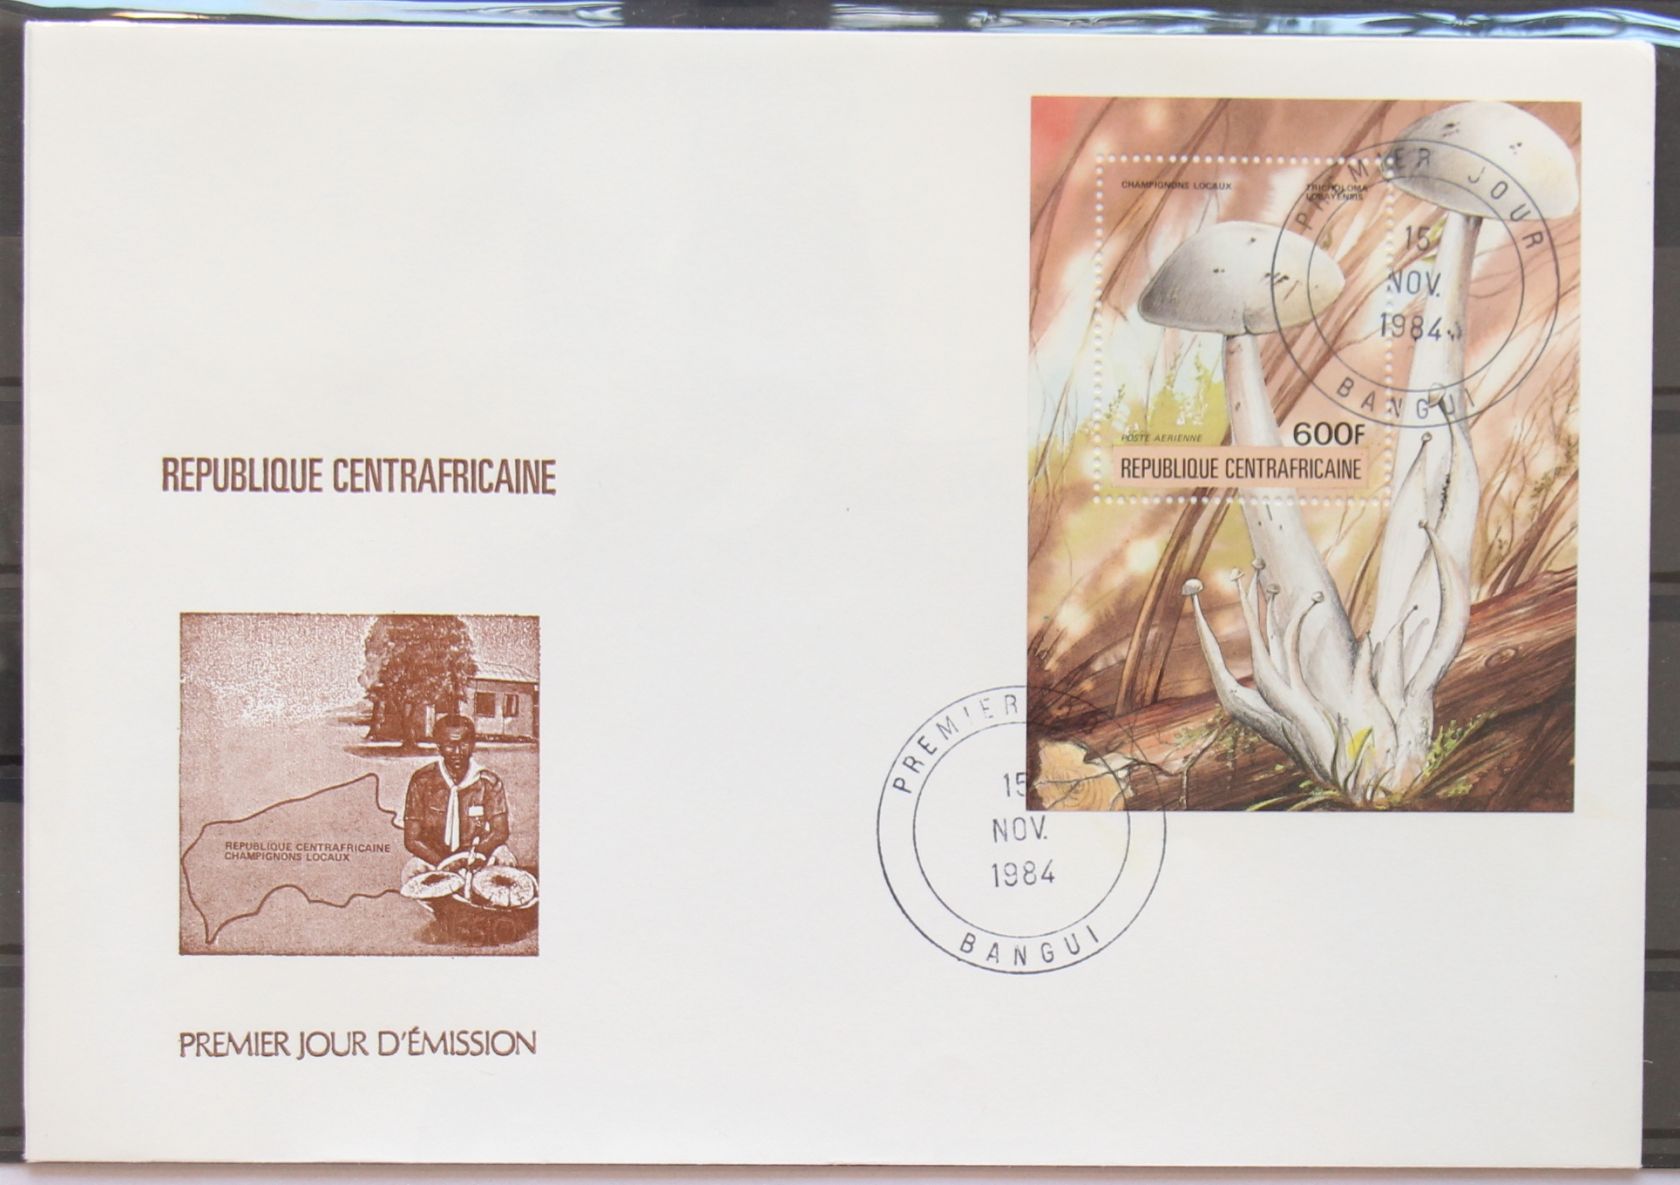 REPUBLIQUE CENTRAFRICAINE
REPUBLIQUE CENTRAFRICAINE
CHAMPIGNONS LOCAUX
PREMIER JOUR D'ÉMISSION
CHAMPIGNONS LOCAUX
TRICHOLOMA
LOBAYENSIS
POSTE AERIENNE
600F
REPUBLIQUE CENTRAFRICAINE
PREMIER JOUR
15
NOV.
1984
BANGUI
PREMIER
15
NOV.
1984
BANGUI